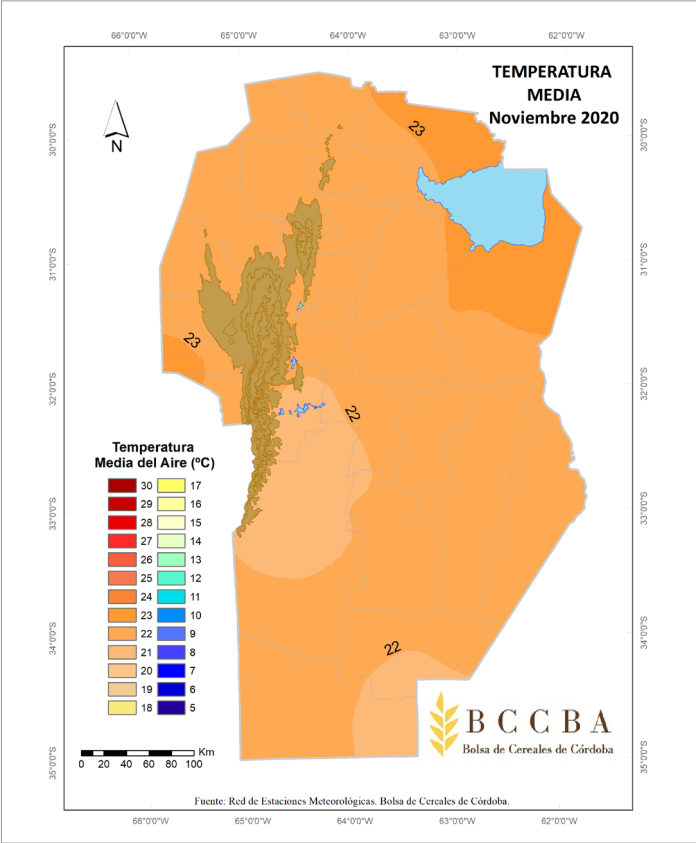 66°0'0"W 65°0'0"W 64°0'0"W 63°0'0"W 62°0'0"W
TEMPERATURA
MEDIA
Noviembre 2020
N
30°0'0"S
31°0'0"S
32°0'0"S
33°0'0"S
34°0'0"S
35°0'0"S
30°0'0"S
31°0'0"S
32°0'0"S
33°0'0"S
34°0'0"S
35°0'0"S
23
23
22
22
Temperatura
Media del Aire (ºC)
30 17
29 16
28 15
27 14
26 13
25 12
24 11
23 10
22 9
21 8
20 7
19 6
18 5
Km
0 20 40 60 80 100
BCCBA
Bolsa de Cereales de Córdoba
Fuente: Red de Estaciones Meteorológicas. Bolsa de Cereales de Córdoba.
66°0'0"W 65°0'0"W 64°0'0"W 63°0'0"W 62°0'0"W